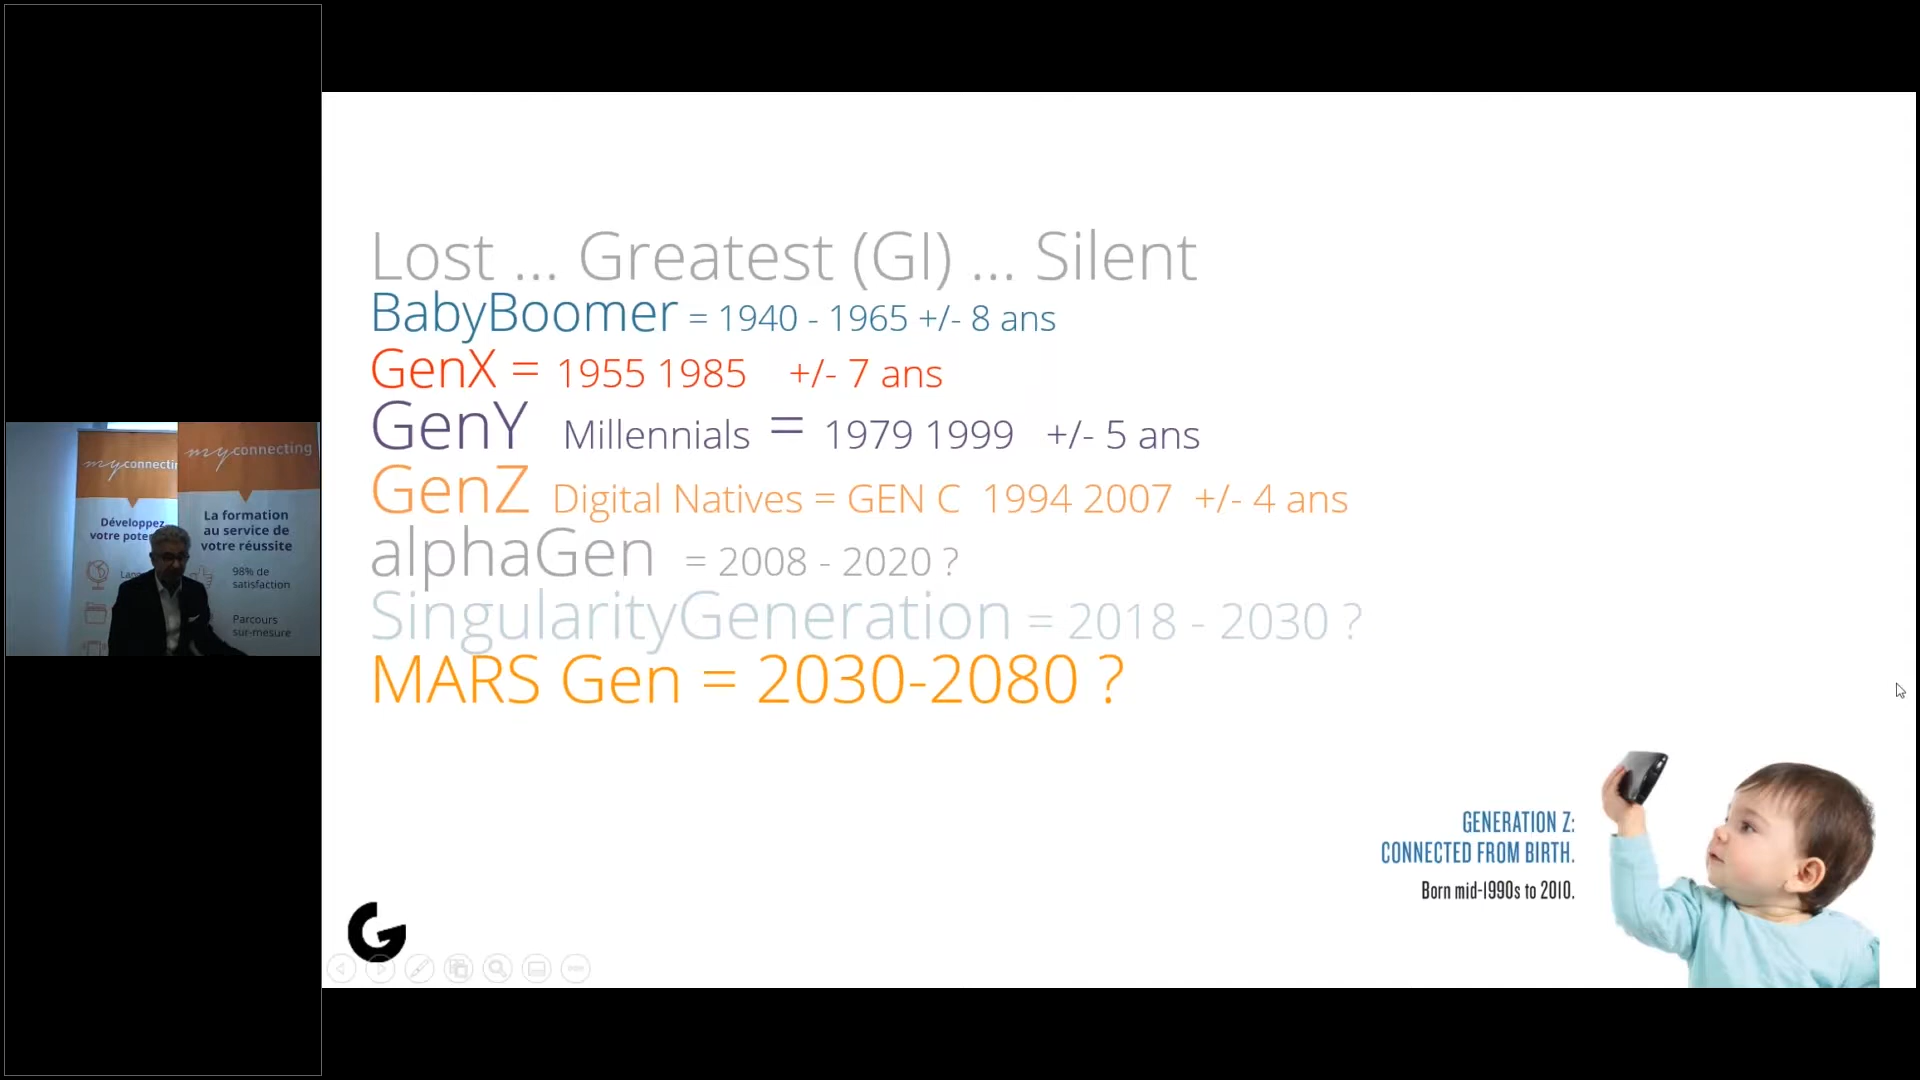 Lost ... Greatest (GI) ... Silent
BabyBoomer = 1940 - 1965 +/- 8 ans
GenX = 1955 1985 +/- 7 ans
GenY Millennials = 1979 1999 +/- 5 ans
GenZ Digital Natives = GEN C 1994 2007 +/- 4 ans
alphaGen = 2008 - 2020 ?
SingularityGeneration = 2018 - 2030 ?
MARS Gen = 2030-2080 ?
GENERATION Z:
CONNECTED FROM BIRTH.
Born mid-1990s to 2010.
G
myconnecting
Développez
votre
myconnecting
La formation
au service de
votre réussite
98% de
satisfaction
Parcours
sur-mesure